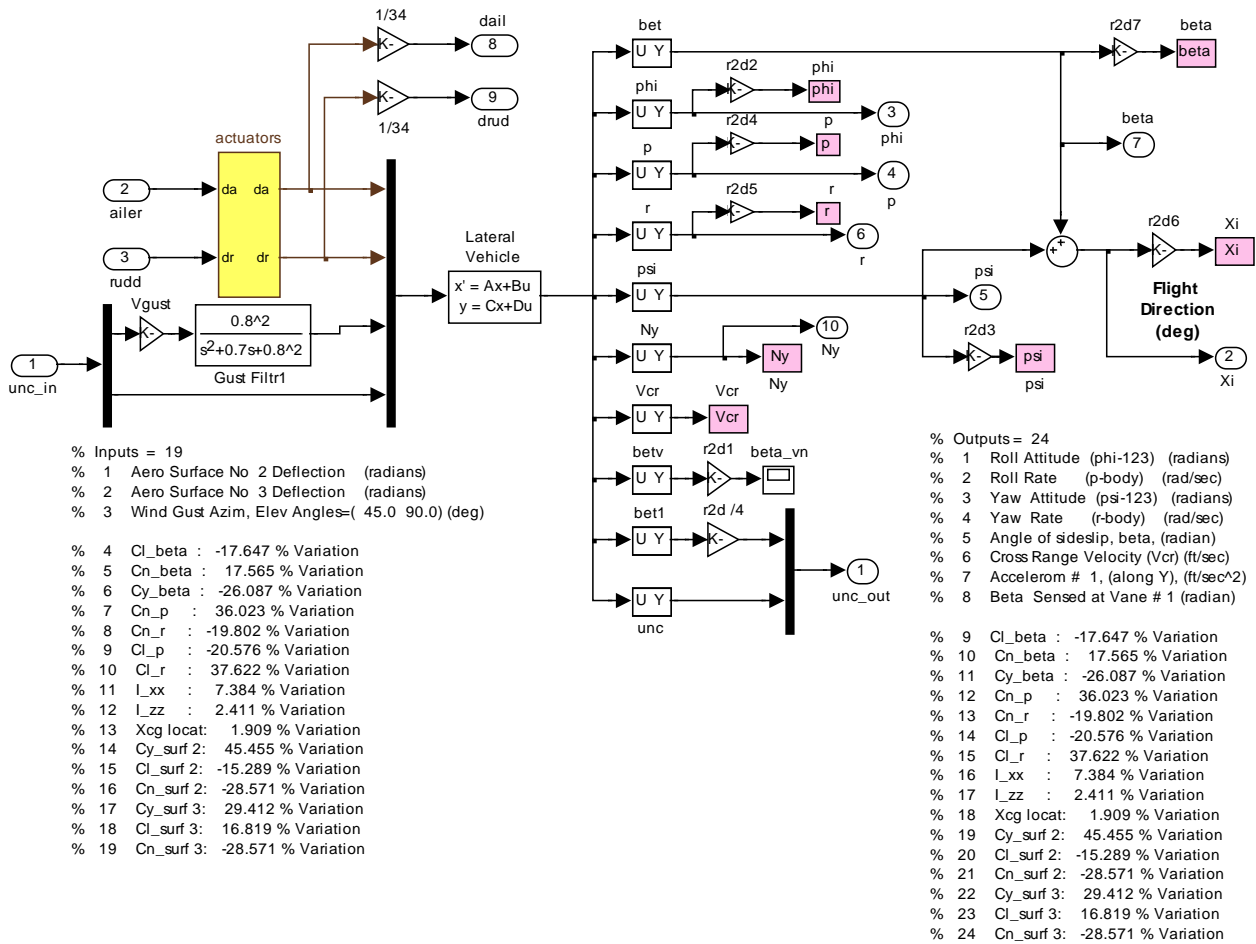 1/34
dail
8
K-
9
drud
K-
1/34
actuators
2
ailer
da da
3
rudd
dr dr
Vgust
K-
0.8^2
s^2+0.7s+0.8^2
Gust Filtr1
1
unc_in
Lateral
Vehicle
x' = Ax+Bu
y = Cx+Du
bet
U Y
phi
U Y
p
U Y
r
U Y
psi
U Y
Ny
U Y
Vcr
U Y
betv
U Y
bet1
U Y
U Y
unc
r2d2
K-
phi
phi
3
phi
r2d4
K-
p
p
4
p
r2d5
K-
r
r
6
r
psi
5
10
Ny
Ny
Ny
Vcr
Vcr
r2d1
K-
beta_vn
r2d /4
K-
1
unc_out
r2d7
K-
beta
beta
beta
7
++
r2d6
K-
Xi
Xi
Flight
Direction
(deg)
r2d3
K-
psi
psi
2
Xi
% Inputs = 19
% 1 Aero Surface No 2 Deflection (radians)
% 2 Aero Surface No 3 Deflection (radians)
% 3 Wind Gust Azim, Elev Angles=( 45.0 90.0) (deg)
% 4 Cl_beta : -17.647 % Variation
% 5 Cn_beta : 17.565 % Variation
% 6 Cy_beta : -26.087 % Variation
% 7 Cn_p : 36.023 % Variation
% 8 Cn_r : -19.802 % Variation
% 9 Cl_p : -20.576 % Variation
% 10 Cl_r : 37.622 % Variation
% 11 I_xx : 7.384 % Variation
% 12 I_zz : 2.411 % Variation
% 13 Xcg locat: 1.909 % Variation
% 14 Cy_surf 2: 45.455 % Variation
% 15 Cl_surf 2: -15.289 % Variation
% 16 Cn_surf 2: -28.571 % Variation
% 17 Cy_surf 3: 29.412 % Variation
% 18 Cl_surf 3: 16.819 % Variation
% 19 Cn_surf 3: -28.571 % Variation
% Outputs = 24
% 1 Roll Attitude (phi-123) (radians)
% 2 Roll Rate (p-body) (rad/sec)
% 3 Yaw Attitude (psi-123) (radians)
% 4 Yaw Rate (r-body) (rad/sec)
% 5 Angle of sideslip, beta, (radian)
% 6 Cross Range Velocity (Vcr) (ft/sec)
% 7 Accelerom # 1, (along Y), (ft/sec^2)
% 8 Beta Sensed at Vane # 1 (radian)
% 9 Cl_beta : -17.647 % Variation
% 10 Cn_beta : 17.565 % Variation
% 11 Cy_beta : -26.087 % Variation
% 12 Cn_p : 36.023 % Variation
% 13 Cn_r : -19.802 % Variation
% 14 Cl_p : -20.576 % Variation
% 15 Cl_r : 37.622 % Variation
% 16 I_xx : 7.384 % Variation
% 17 I_zz : 2.411 % Variation
% 18 Xcg locat: 1.909 % Variation
% 19 Cy_surf 2: 45.455 % Variation
% 20 Cl_surf 2: -15.289 % Variation
% 21 Cn_surf 2: -28.571 % Variation
% 22 Cy_surf 3: 29.412 % Variation
% 23 Cl_surf 3: 16.819 % Variation
% 24 Cn_surf 3: -28.571 % Variation